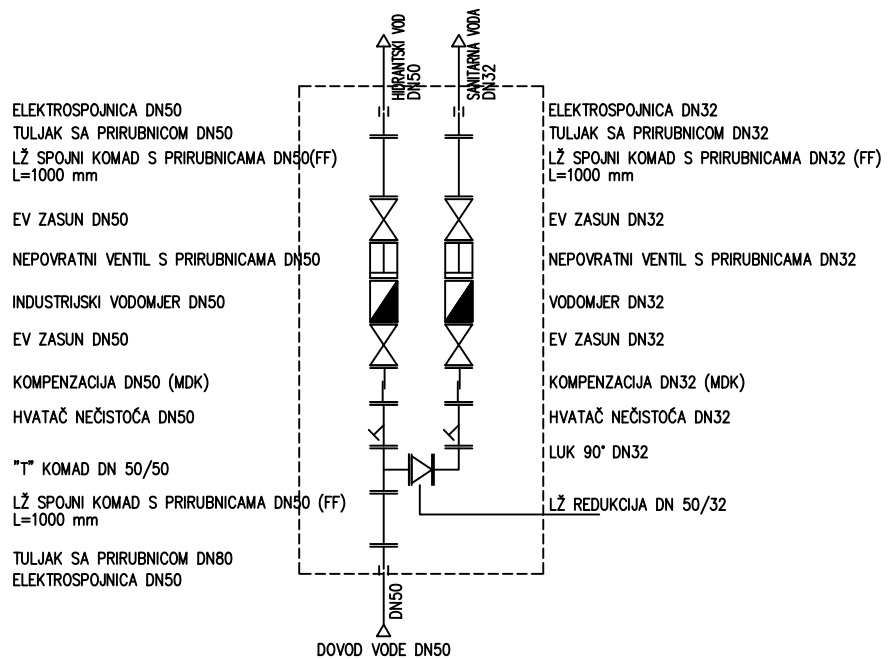 HIDRANTSKI VOD
DN50
SANITARNA VODA
DN32
ELEKTROSPOJNICA DN50
TULJAK SA PRIRUBNICOM DN50
LŽ SPOJNI KOMAD S PRIRUBNICAMA DN50(FF)
L=1000 mm
EV ZASUN DN50
NEPOVRATNI VENTIL S PRIRUBNICAMA DN50
INDUSTRIJSKI VODOMJER DN50
EV ZASUN DN50
KOMPENZACIJA DN50 (MDK)
HVATAČ NEČISTOĆA DN50
"T" KOMAD DN 50/50
LŽ SPOJNI KOMAD S PRIRUBNICAMA DN50 (FF)
L=1000 mm
TULJAK SA PRIRUBNICOM DN80
ELEKTROSPOJNICA DN50
ELEKTROSPOJNICA DN32
TULJAK SA PRIRUBNICOM DN32
LŽ SPOJNI KOMAD S PRIRUBNICAMA DN32 (FF)
L=1000 mm
EV ZASUN DN32
NEPOVRATNI VENTIL S PRIRUBNICAMA DN32
VODOMJER DN32
EV ZASUN DN32
KOMPENZACIJA DN32 (MDK)
HVATAČ NEČISTOĆA DN32
LUK 90° DN32
LŽ REDUKCIJA DN 50/32
DN50
DOVOD VODE DN50